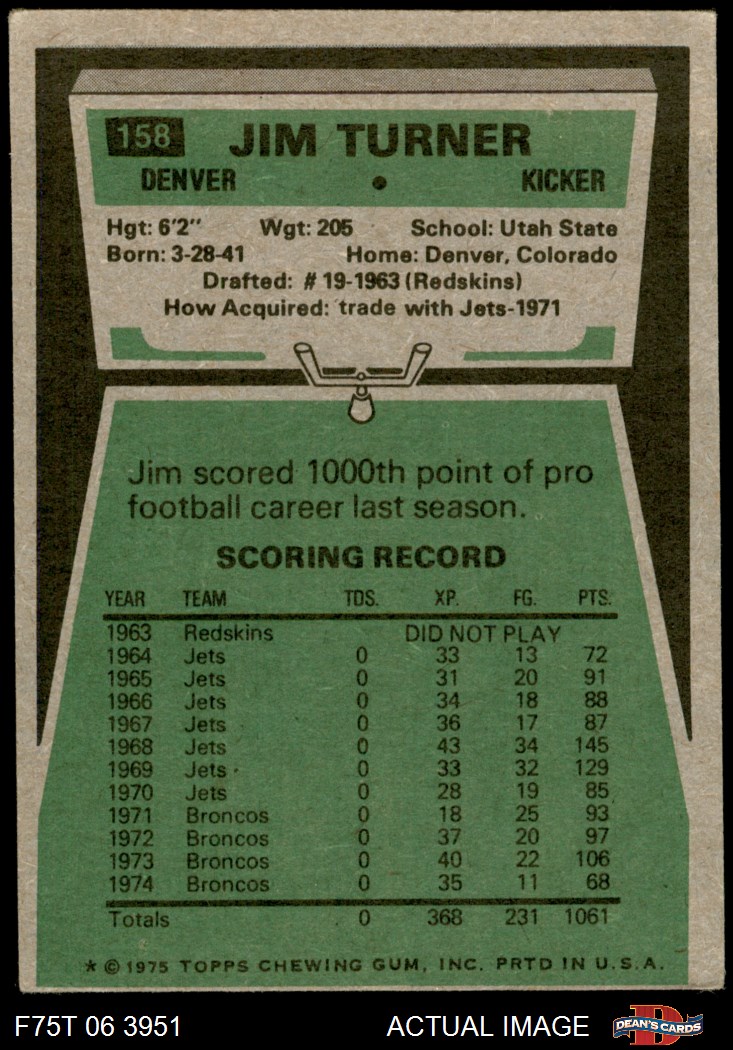 158 JIM TURNER
DENVER • KICKER
Hgt: 6'2" Wgt: 205 School: Utah State
Born: 3-28-41 Home: Denver, Colorado
Drafted: # 19-1963 (Redskins)
How Acquired: trade with Jets-1971
Jim scored 1000th point of pro
football career last season.
SCORING RECORD
YEAR TEAM TDS. XP. FG. PTS.
1963 Redskins DID NOT PLAY
1964 Jets 0 33 13 72
1965 Jets 0 31 20 91
1966 Jets 0 34 18 88
1967 Jets 0 36 17 87
1968 Jets 0 43 34 145
1969 Jets 0 33 32 129
1970 Jets 0 28 19 85
1971 Broncos 0 18 25 93
1972 Broncos 0 37 20 97
1973 Broncos 0 40 22 106
1974 Broncos 0 35 11 68
Totals 0 368 231 1061
* © 1975 TOPPS CHEWING GUM, INC. PRTD IN U.S.A.
F75T 06 3951 ACTUAL IMAGE DEAN'S CARDS